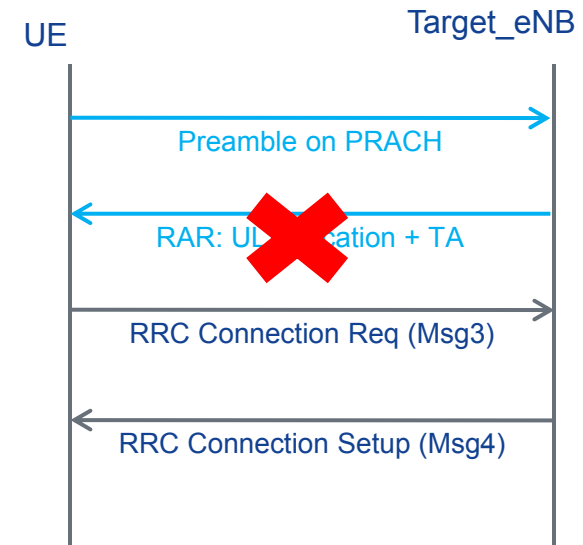 UE
Target_eNB
Preamble on PRACH
RAR: UL cation + TA
RRC Connection Req (Msg3)
RRC Connection Setup (Msg4)